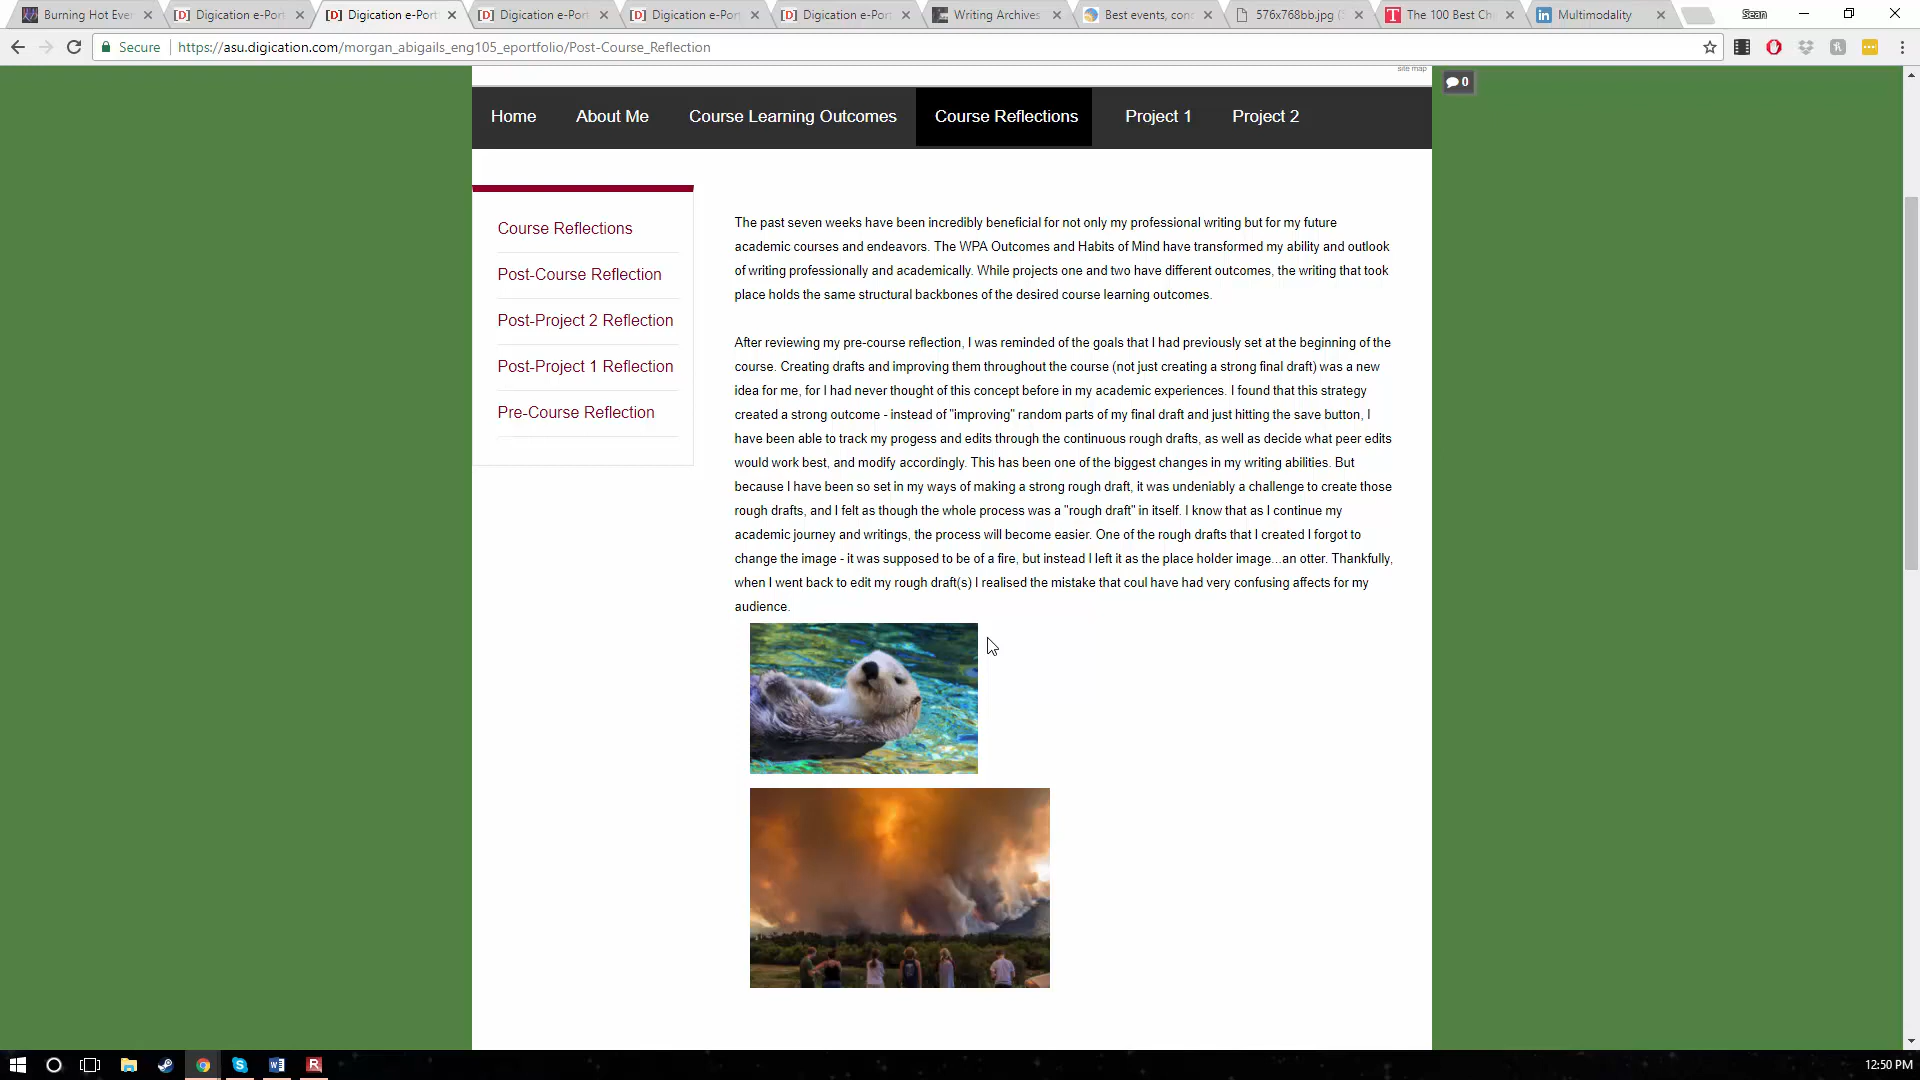 Burning Hot Ever
Digication e-Port
Digication e-Port
Digication e-Port
Digication e-Port
Digication e-Port
Writing Archives
Best events, con
576x768bb.jpg (
The 100 Best Ch
Multimodality
Sean
Secure
https://asu.digication.com/morgan_abigails_eng105_eportfolio/Post-Course_Reflection
site map
0
Home
About Me
Course Learning Outcomes
Course Reflections
Project 1
Project 2
Course Reflections
Post-Course Reflection
Post-Project 2 Reflection
Post-Project 1 Reflection
Pre-Course Reflection
The past seven weeks have been incredibly beneficial for not only my professional writing but for my future
academic courses and endeavors. The WPA Outcomes and Habits of Mind have transformed my ability and outlook
of writing professionally and academically. While projects one and two have different outcomes, the writing that took
place holds the same structural backbones of the desired course learning outcomes.
After reviewing my pre-course reflection, I was reminded of the goals that I had previously set at the beginning of the
course. Creating drafts and improving them throughout the course (not just creating a strong final draft) was a new
idea for me, for I had never thought of this concept before in my academic experiences. I found that this strategy
created a strong outcome - instead of "improving" random parts of my final draft and just hitting the save button, I
have been able to track my progess and edits through the continuous rough drafts, as well as decide what peer edits
would work best, and modify accordingly. This has been one of the biggest changes in my writing abilities. But
because I have been so set in my ways of making a strong rough draft, it was undeniably a challenge to create those
rough drafts, and I felt as though the whole process was a "rough draft" in itself. I know that as I continue my
academic journey and writings, the process will become easier. One of the rough drafts that I created I forgot to
change the image - it was supposed to be of a fire, but instead I left it as the place holder image...an otter. Thankfully,
when I went back to edit my rough draft(s) I realised the mistake that coul have had very confusing affects for my
audience.
12:50 PM